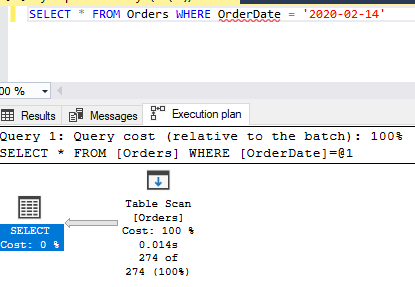 SELECT * FROM Orders WHERE OrderDate = '2020-02-14'
00 %
Results Messages Execution plan
Query 1: Query cost (relative to the batch): 100%
SELECT * FROM [Orders] WHERE [OrderDate]=@1
SELECT
Cost: 0 %
Table Scan
[Orders]
Cost: 100 %
0.014s
274 of
274 (100%)